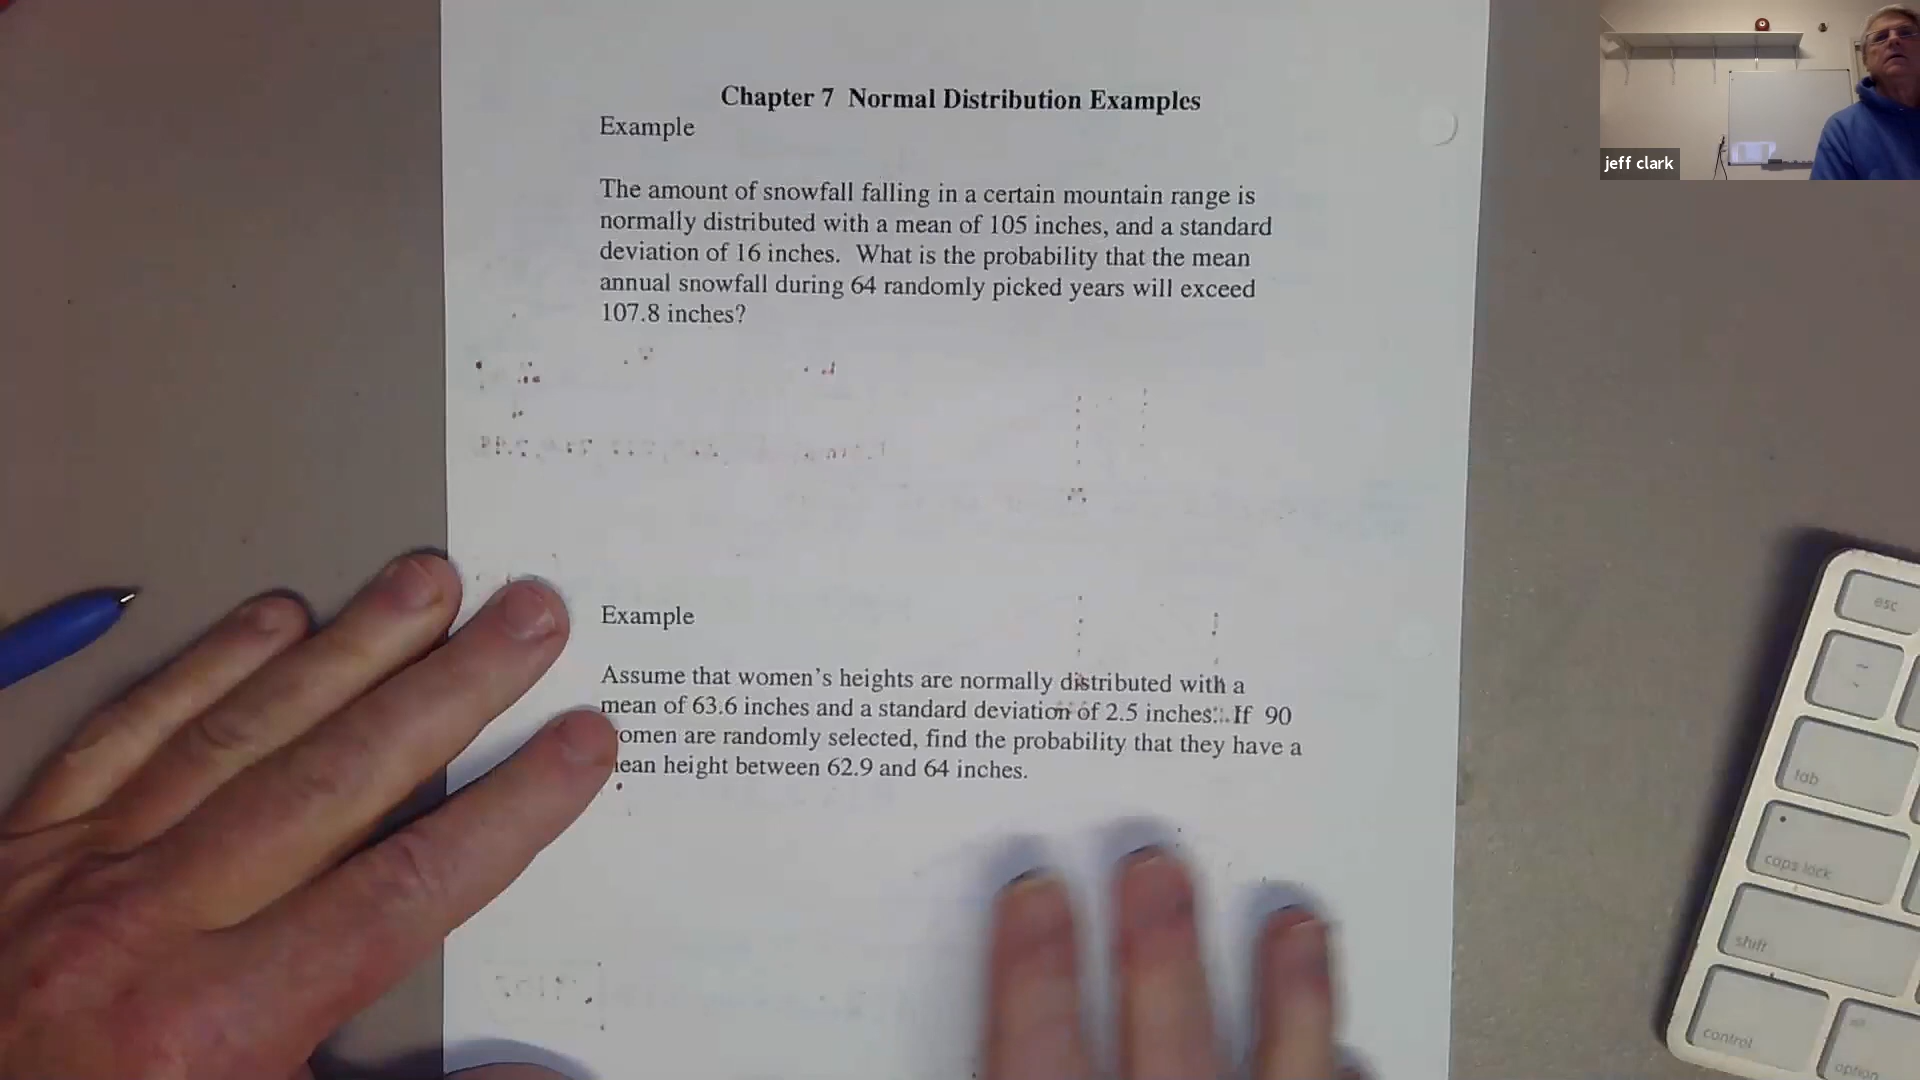 Chapter 7 Normal Distribution Examples
Example
The amount of snowfall falling in a certain mountain range is
normally distributed with a mean of 105 inches, and a standard
deviation of 16 inches. What is the probability that the mean
annual snowfall during 64 randomly picked years will exceed
107.8 inches?
Example
Assume that women's heights are normally distributed with a
mean of 63.6 inches and a standard deviation of 2.5 inches. If 90
omen are randomly selected, find the probability that they have a
ean height between 62.9 and 64 inches.
jeff clark
esc
~
tab
caps lock
shift
control
option